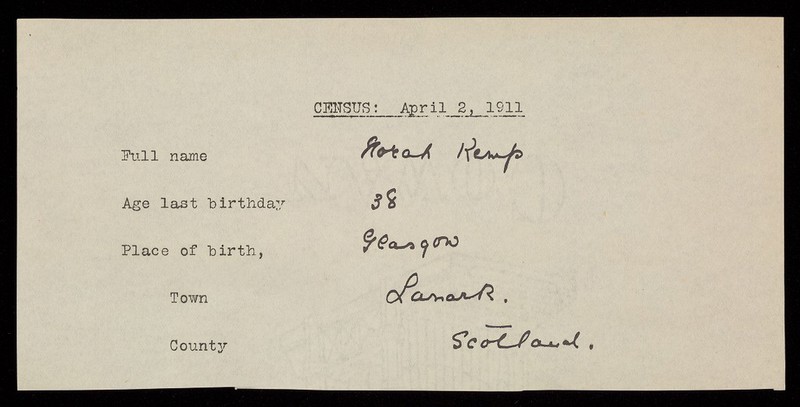 CENSUS: April 2, 1911
Full name Norah Kemp
Age last birthday 38
Place of birth, Glasgow
Town Lanark.
County Scotland.